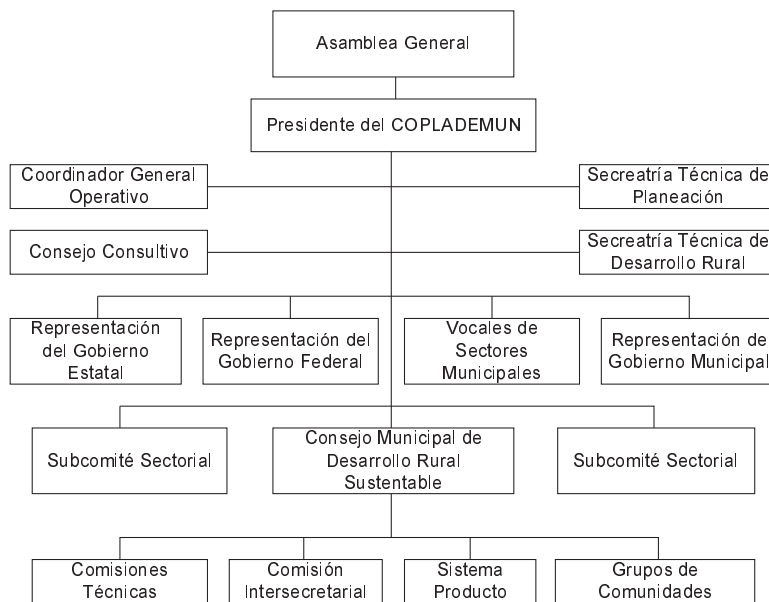 Asamblea General
Presidente del COPLADEMUN
Coordinador General
Operativo
Secreatría Técnica de
Planeación
Consejo Consultivo
Secreatría Técnica de
Desarrollo Rural
Representación
del Gobierno
Estatal
Representación del
Gobierno Federal
Vocales de
Sectores
Municipales
Representación de
Gobierno Municipal
Subcomité Sectorial
Consejo Municipal de
Desarrollo Rural
Sustentable
Subcomité Sectorial
Comisiones
Técnicas
Comisión
Intersecretarial
Sistema
Producto
Grupos de
Comunidades